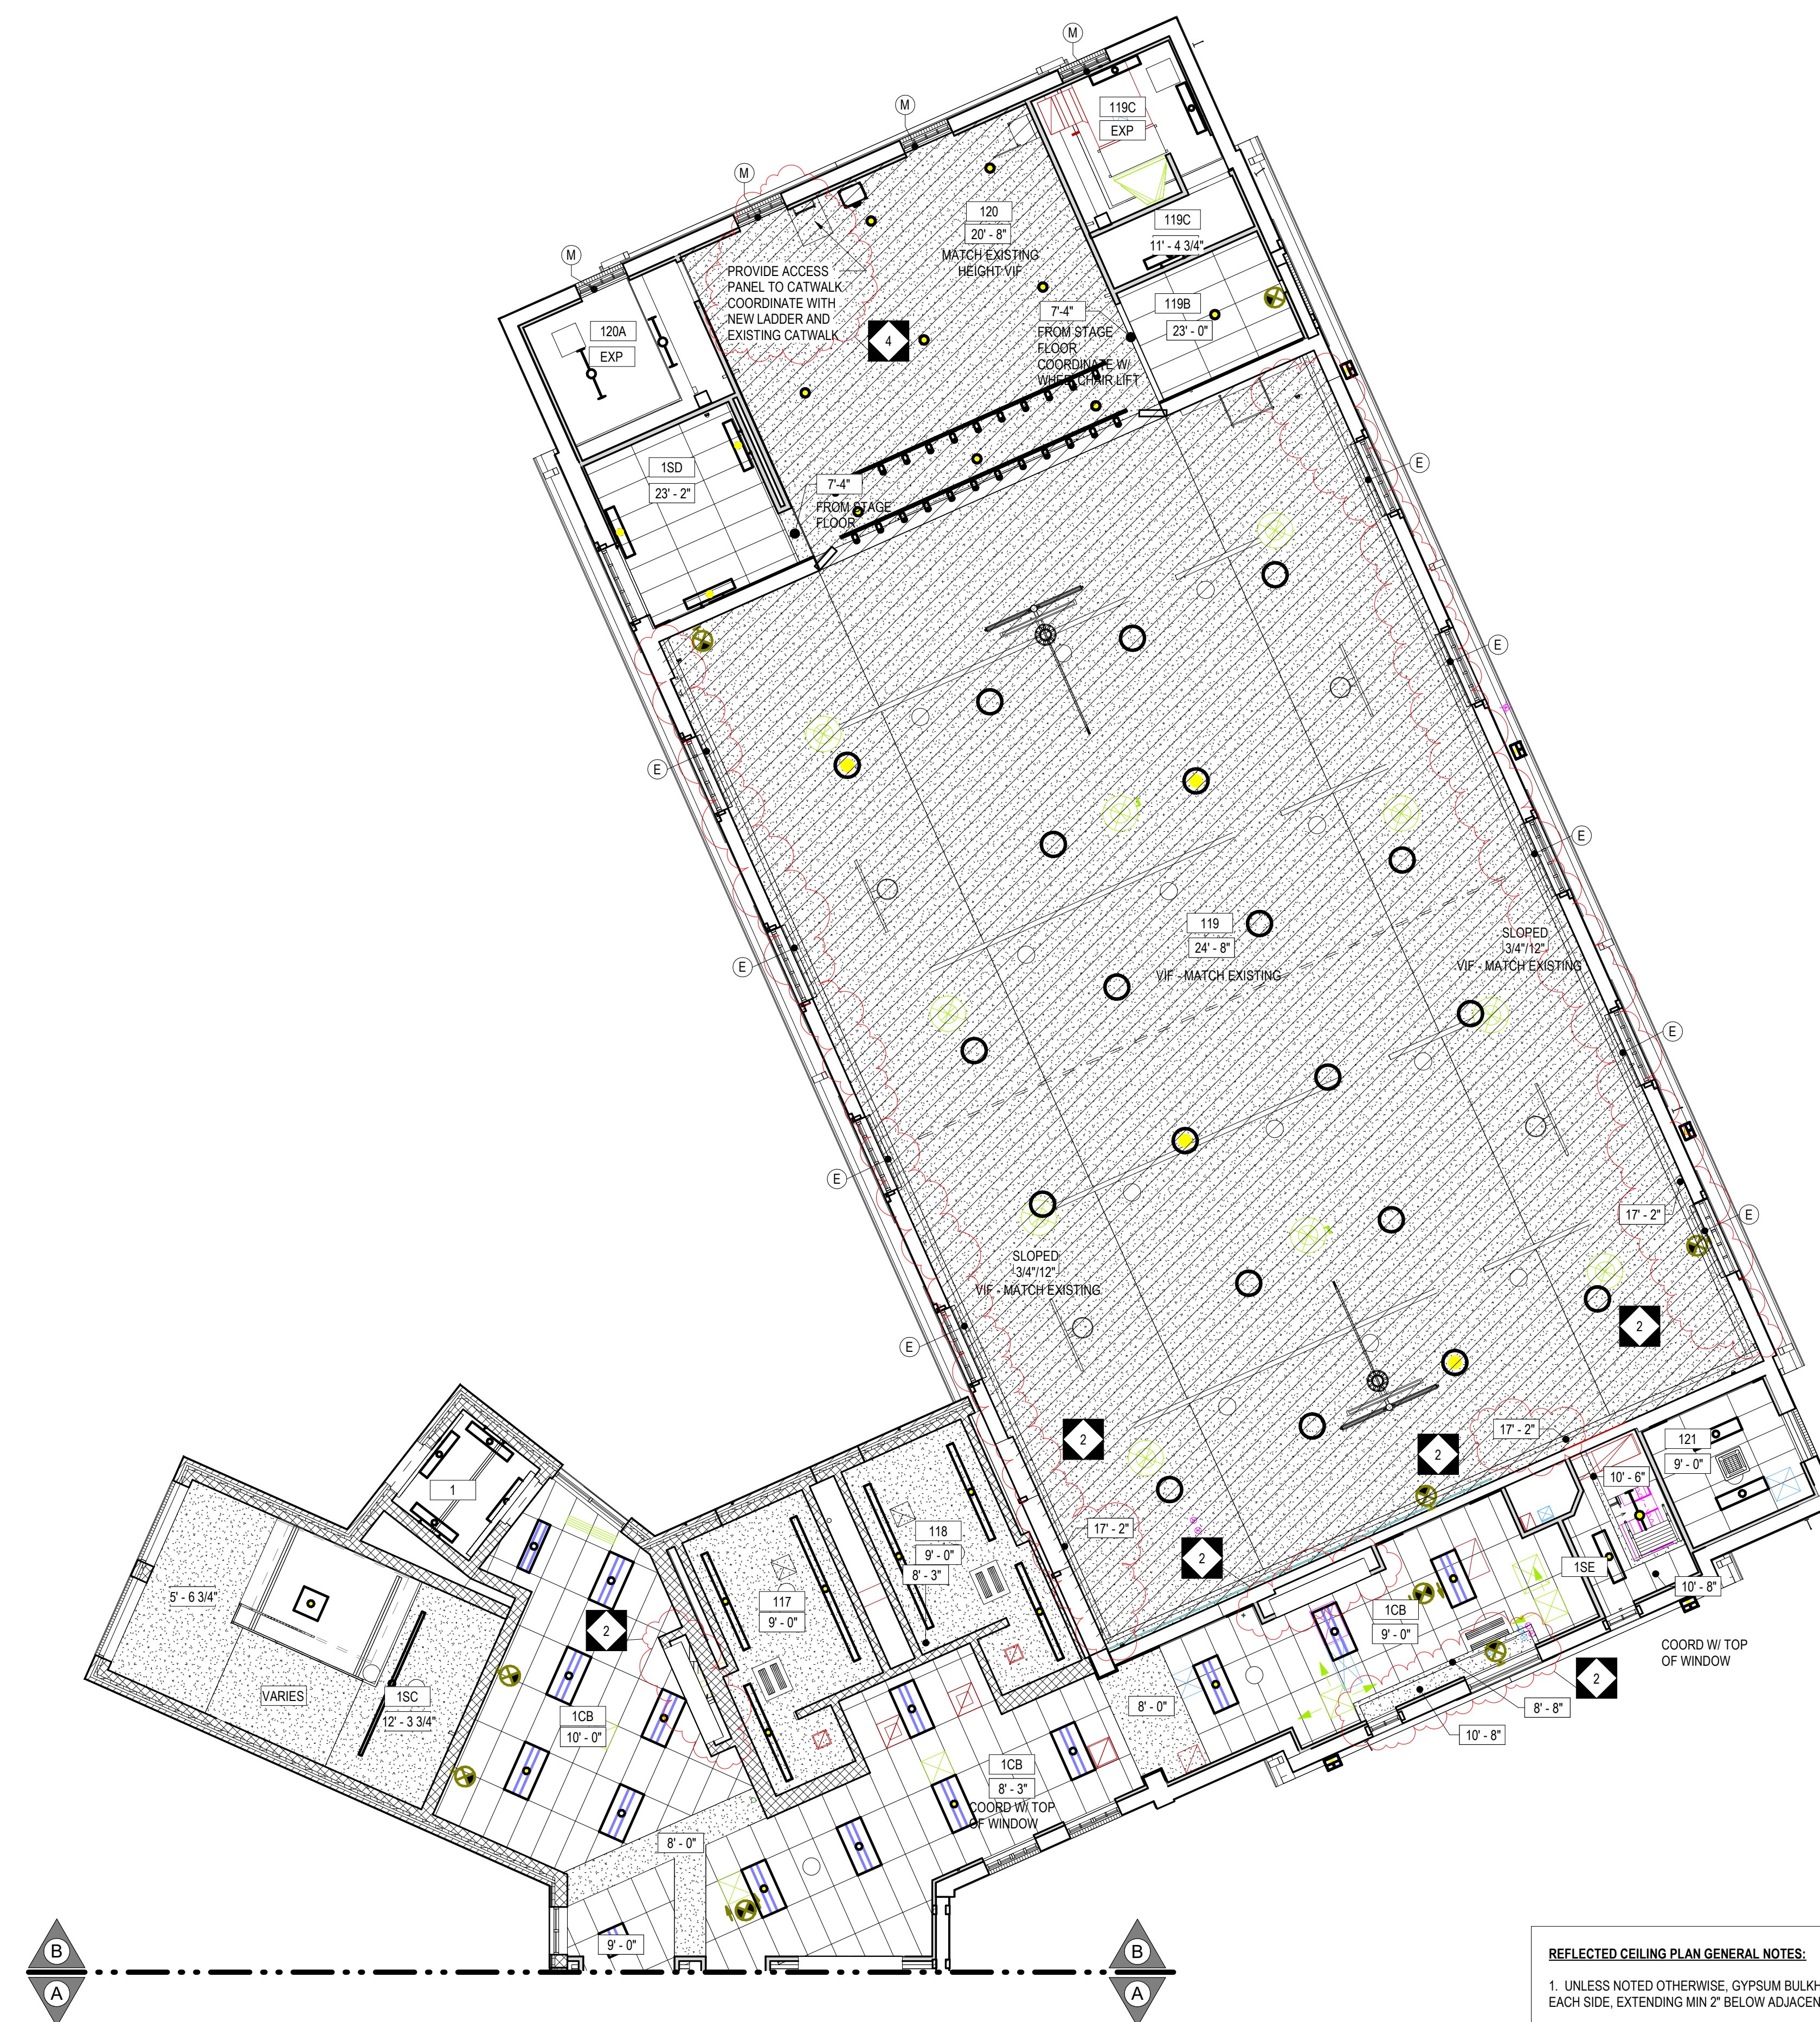 M
M
M
M
119C
EXP
120
20' - 8"
MATCH EXISTING
HEIGHT VIF
119C
11' - 4 3/4"
PROVIDE ACCESS
PANEL TO CATWALK
COORDINATE WITH
NEW LADDER AND
EXISTING CATWALK
4
119B
23' - 0"
7'-4"
FROM STAGE
FLOOR
COORDINATE W/
WHEELCHAIR LIFT
120A
EXP
1SD
23' - 2"
7'-4"
FROM STAGE
FLOOR
E
E
E
E
119
24' - 8"
VIF - MATCH EXISTING
SLOPED
3/4"/12"
VIF - MATCH EXISTING
E
E
E
17' - 2"
E
SLOPED
3/4"/12"
VIF - MATCH EXISTING
E
2
2
2
17' - 2"
121
9' - 0"
10' - 6"
1
118
9' - 0"
8' - 3"
17' - 2"
2
1SE
10' - 8"
117
9' - 0"
5' - 6 3/4"
2
1CB
9' - 0"
COORD W/ TOP
OF WINDOW
2
8' - 8"
10' - 8"
VARIES
1SC
12' - 3 3/4"
1CB
10' - 0"
8' - 0"
1CB
8' - 3"
COORD W/ TOP
OF WINDOW
8' - 0"
9' - 0"
B
A
B
A
REFLECTED CEILING PLAN GENERAL NOTES:
1. UNLESS NOTED OTHERWISE, GYPSUM BULKH
EACH SIDE, EXTENDING MIN 2" BELOW ADJACEN